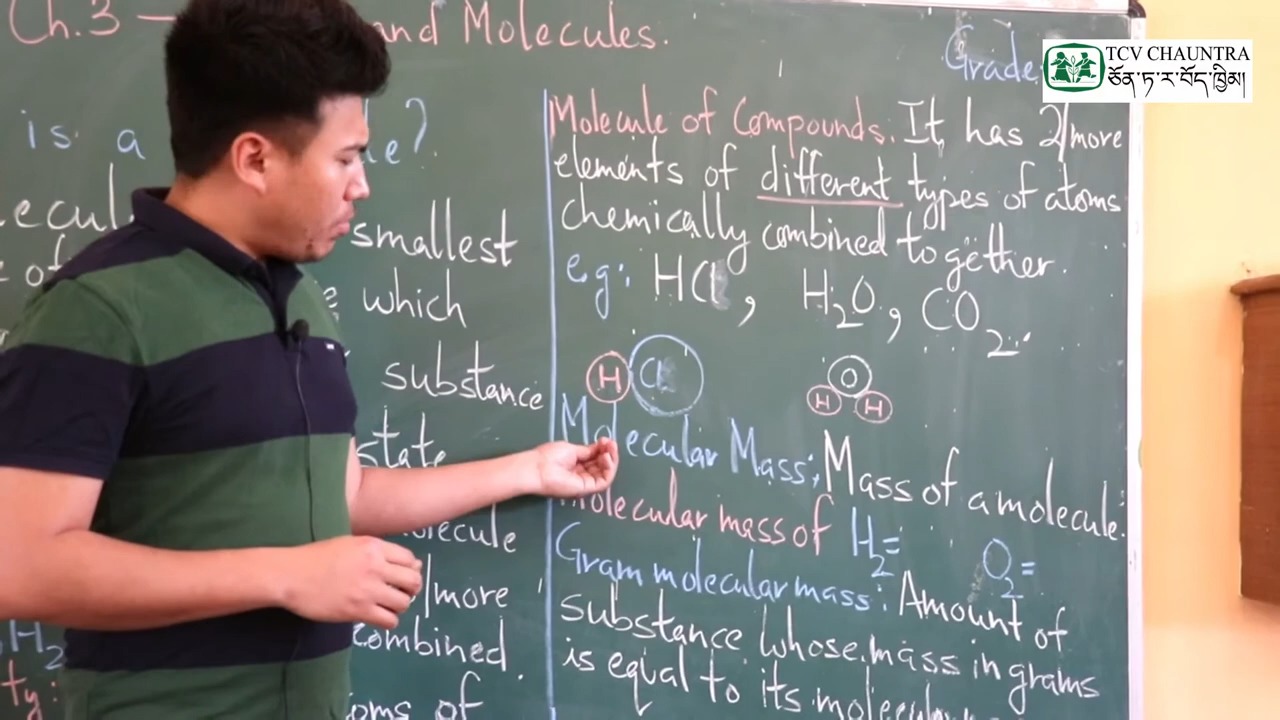 Ch.3 — and Molecules.
Grade
TCV CHAUNTRA
ཅོན་ཏ་ར་བོད་ཁྱིམ།
is a
?
smallest
of
which
substance
state
molecule
/more
combined.
H2
ty:
oms of
Molecule of Compounds. It has 2/more
elements of different types of atoms
chemically combined together.
e.g: HCl, H2O, CO2.
H Cl
O
H H
Molecular Mass: Mass of a molecule.
Molecular mass of H2= O2=
Gram molecular mass: Amount of
substance whose mass in grams
is equal to its molecular